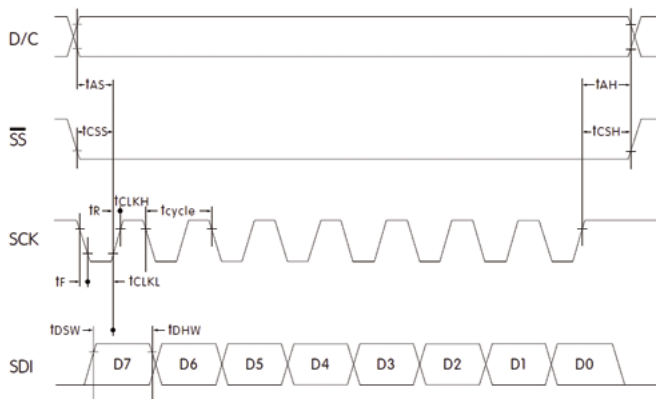 D/C
tAS
tAH
SS
tCSS
tCSH
tR
tCLKH
tcycle
SCK
tF
tCLKL
tDSW
tDHW
SDI
D7
D6
D5
D4
D3
D2
D1
D0